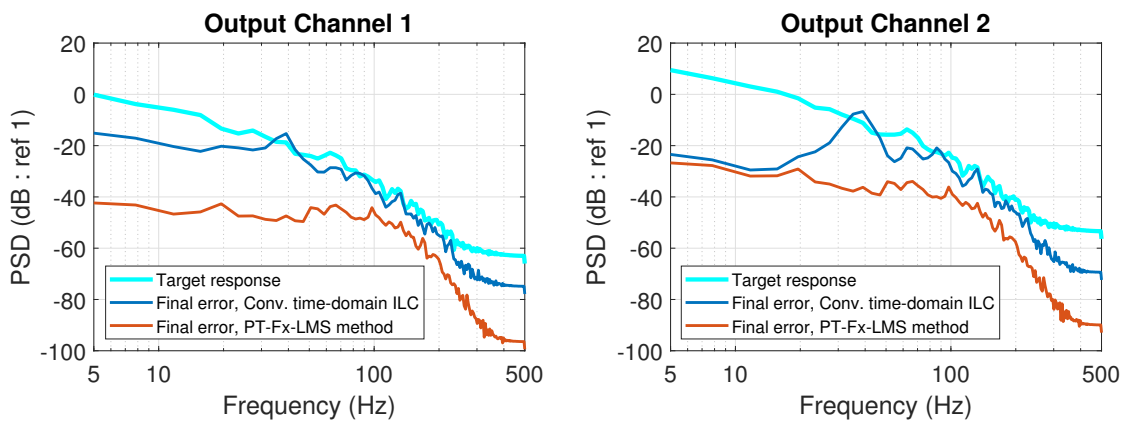 Output Channel 1
PSD (dB : ref 1)
20
0
-20
-40
-60
-80
-100
Target response
Final error, Conv. time-domain ILC
Final error, PT-Fx-LMS method
5
10
100
500
Frequency (Hz)
Output Channel 2
PSD (dB : ref 1)
20
0
-20
-40
-60
-80
-100
Target response
Final error, Conv. time-domain ILC
Final error, PT-Fx-LMS method
5
10
100
500
Frequency (Hz)